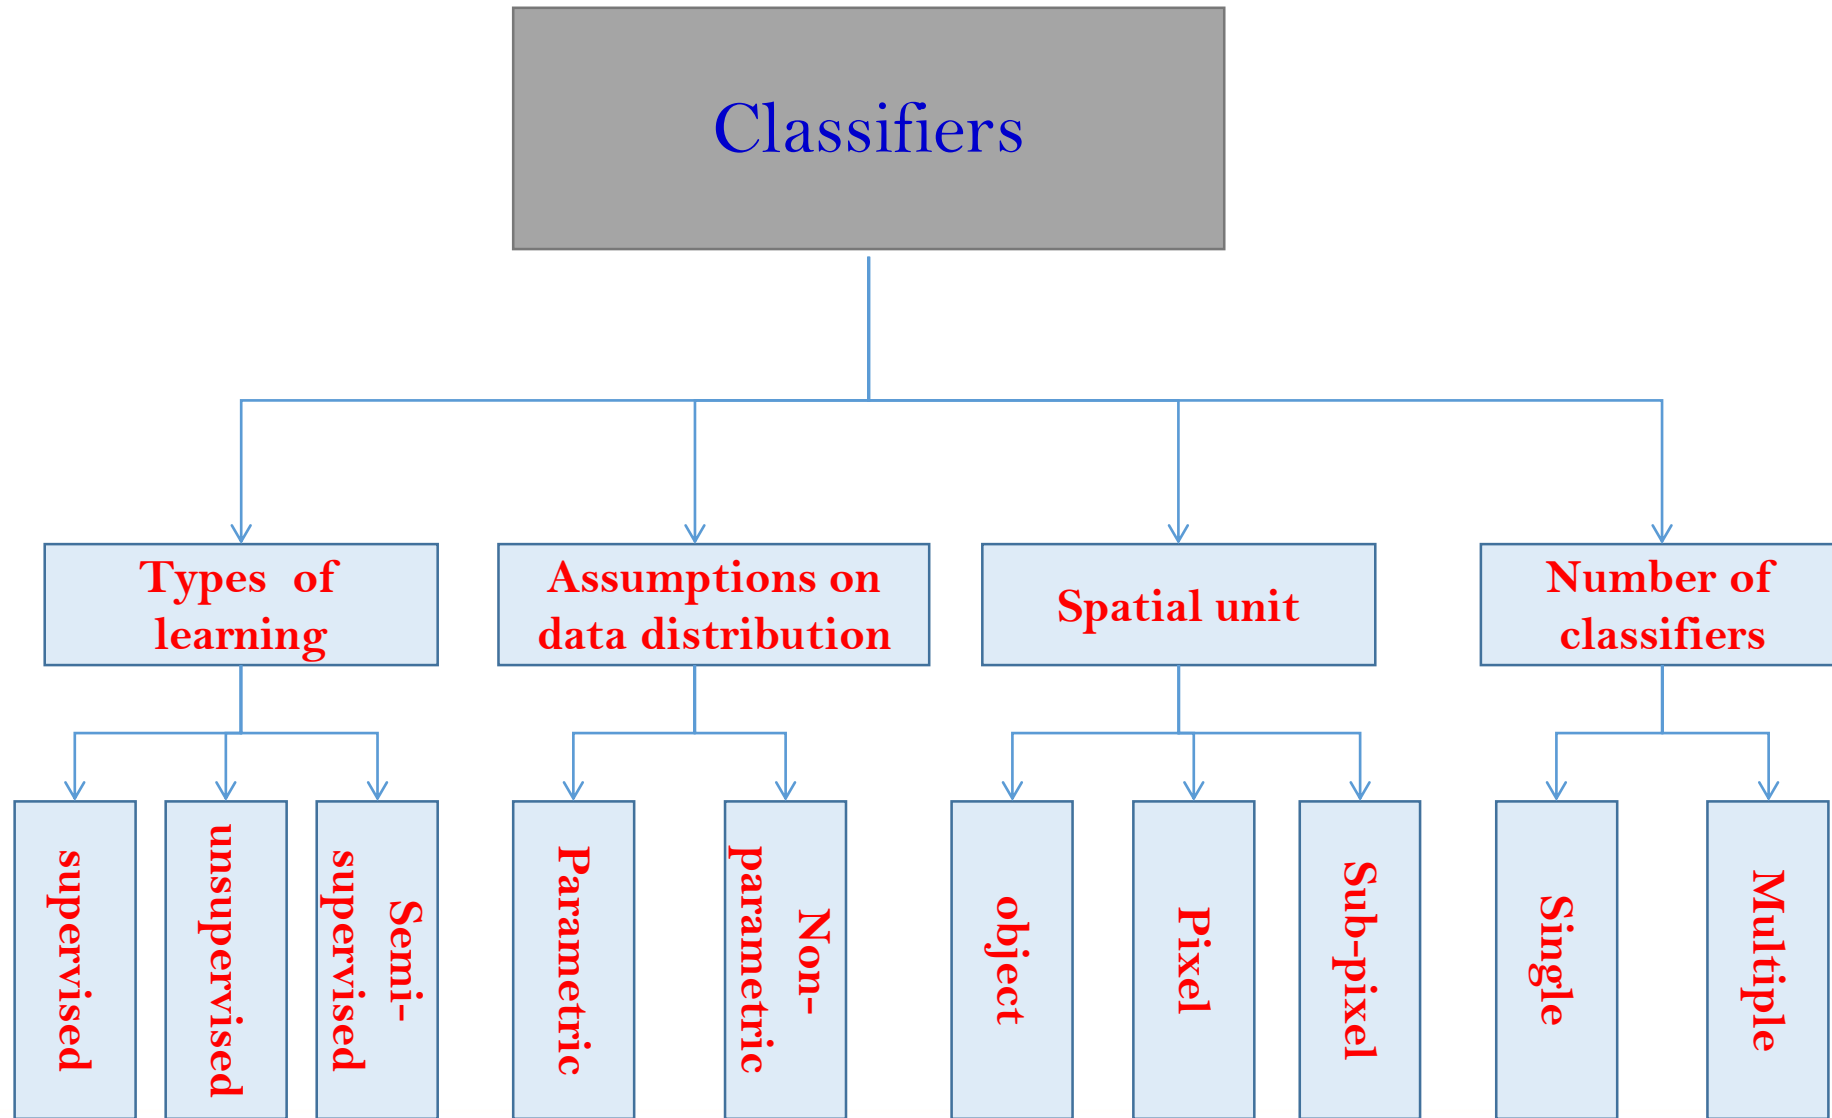 Classifiers
Types of
learning
Assumptions on
data distribution
Spatial unit
Number of
classifiers
supervised
unsupervised
Semi-
supervised
Parametric
Non-
parametric
object
Pixel
Sub-pixel
Single
Multiple